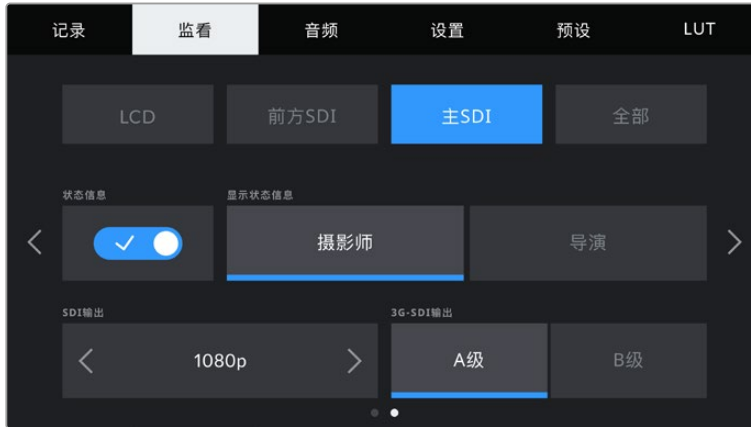 记录 监看 音频 设置 预设 LUT
LCD 前方SDI 主SDI 全部
状态信息 显示状态信息
摄影师 导演
SDI输出 3G-SDI输出
1080p A级 B级